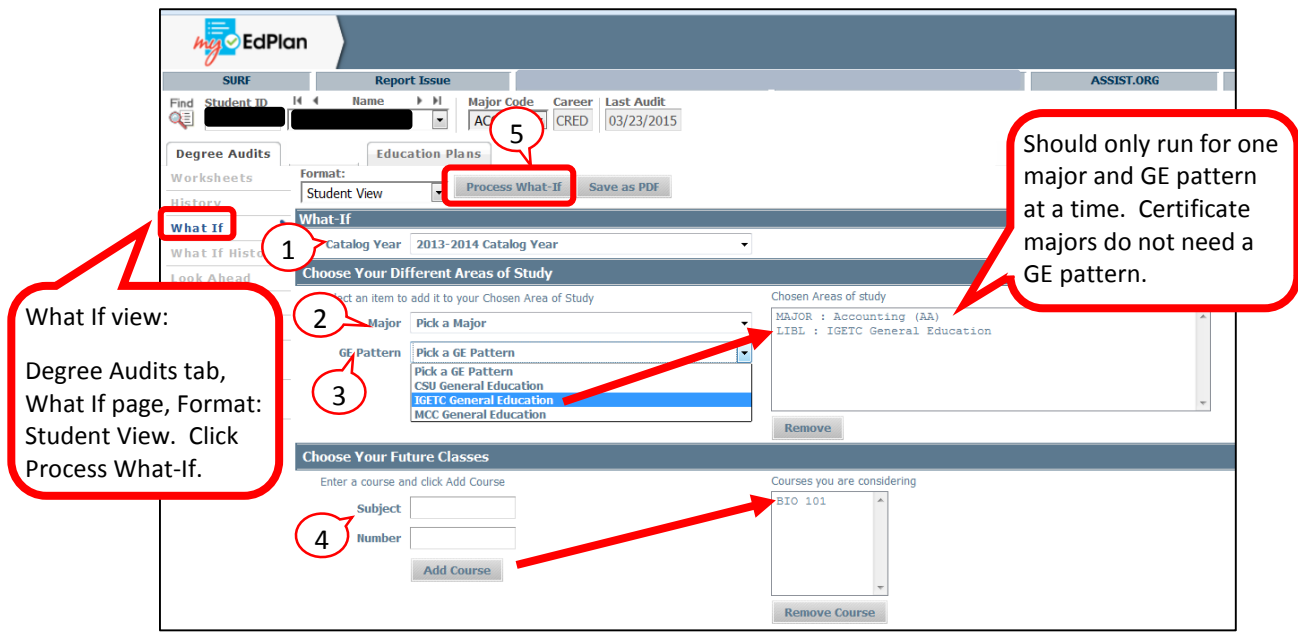 my EdPlan
SURF
Report Issue
ASSIST.ORG
Find
Student ID
Name
Major Code
Career
Last Audit
CRED
03/23/2015
5
Degree Audits
Education Plans
Worksheets
History
What If
What If Histo
Look Ahead
Format:
Student View
Process What-If
Save as PDF
What-If
1
Catalog Year
2013-2014 Catalog Year
Choose Your Different Areas of Study
an item to add it to your Chosen Area of Study
2
Major
Pick a Major
3
GE Pattern
Pick a GE Pattern
Pick a GE Pattern
CSU General Education
IGETC General Education
MCC General Education
Chosen Areas of study
MAJOR : Accounting (AA)
LIBL : IGETC General Education
Remove
Should only run for one
major and GE pattern
at a time. Certificate
majors do not need a
GE pattern.
What If view:
Degree Audits tab,
What If page, Format:
Student View. Click
Process What-If.
Choose Your Future Classes
Enter a course and click Add Course
4
Subject
Number
Add Course
Courses you are considering
BIO 101
Remove Course